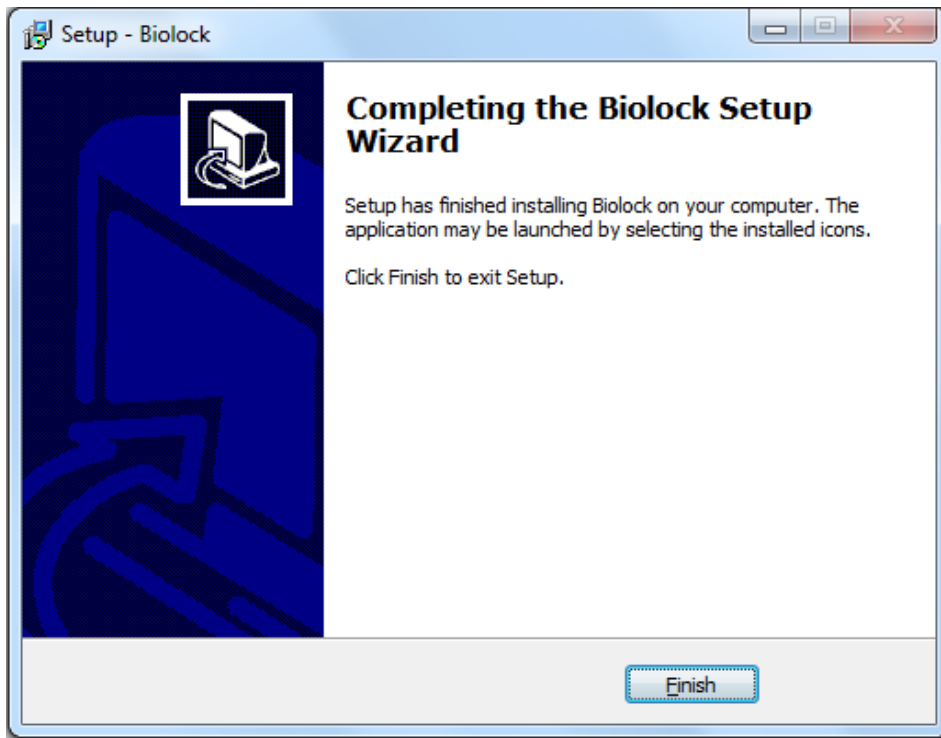 Setup - Biolock
Completing the Biolock Setup
Wizard
Setup has finished installing Biolock on your computer. The
application may be launched by selecting the installed icons.
Click Finish to exit Setup.
Finish